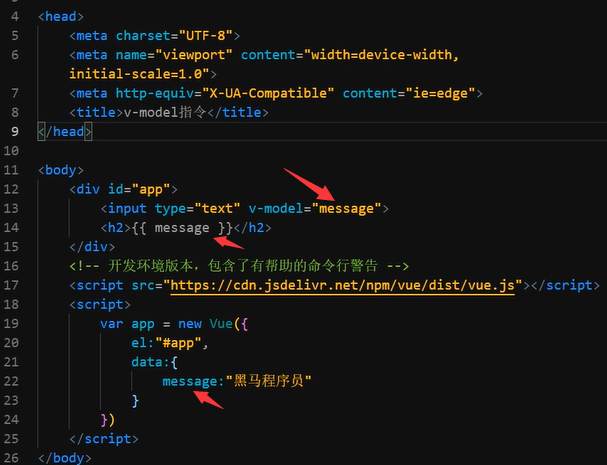 4 <head>
5 <meta charset="UTF-8">
6 <meta name="viewport" content="width=device-width,
initial-scale=1.0">
7 <meta http-equiv="X-UA-Compatible" content="ie=edge">
8 <title>v-model指令</title>
9 </head>
10
11 <body>
12 <div id="app">
13 <input type="text" v-model="message">
14 <h2>{{ message }}</h2>
15 </div>
16 <!-- 开发环境版本，包含了有帮助的命令行警告 -->
17 <script src="https://cdn.jsdelivr.net/npm/vue/dist/vue.js"></script>
18 <script>
19 var app = new Vue({
20 el:"#app",
21 data:{
22 message:"黑马程序员"
23 }
24 })
25 </script>
26 </body>